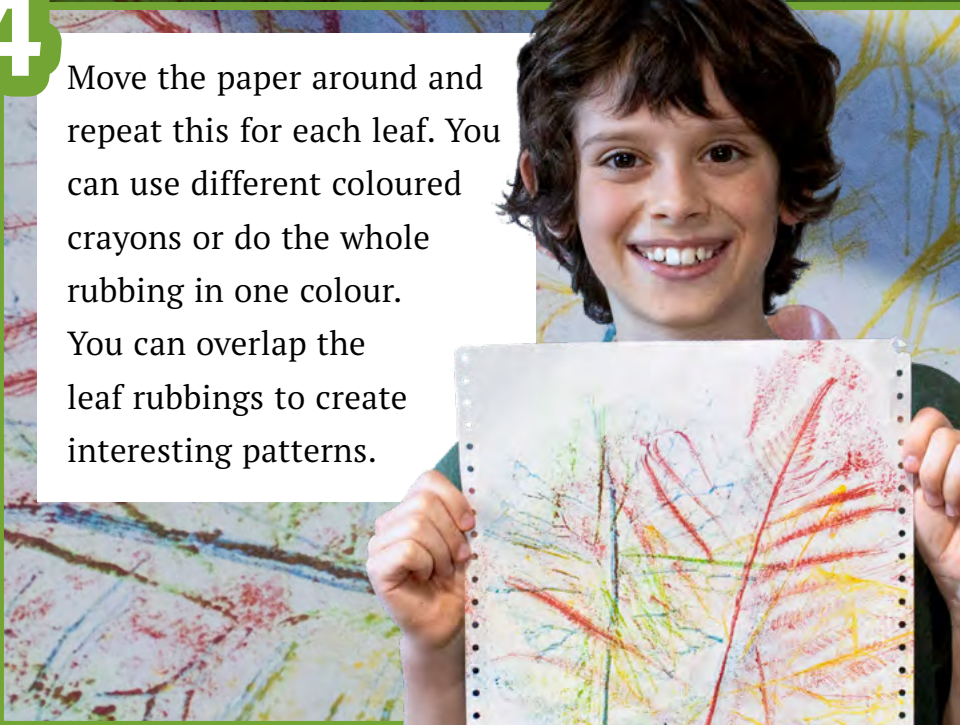 4
Move the paper around and
repeat this for each leaf. You
can use different coloured
crayons or do the whole
rubbing in one colour.
You can overlap the
leaf rubbings to create
interesting patterns.